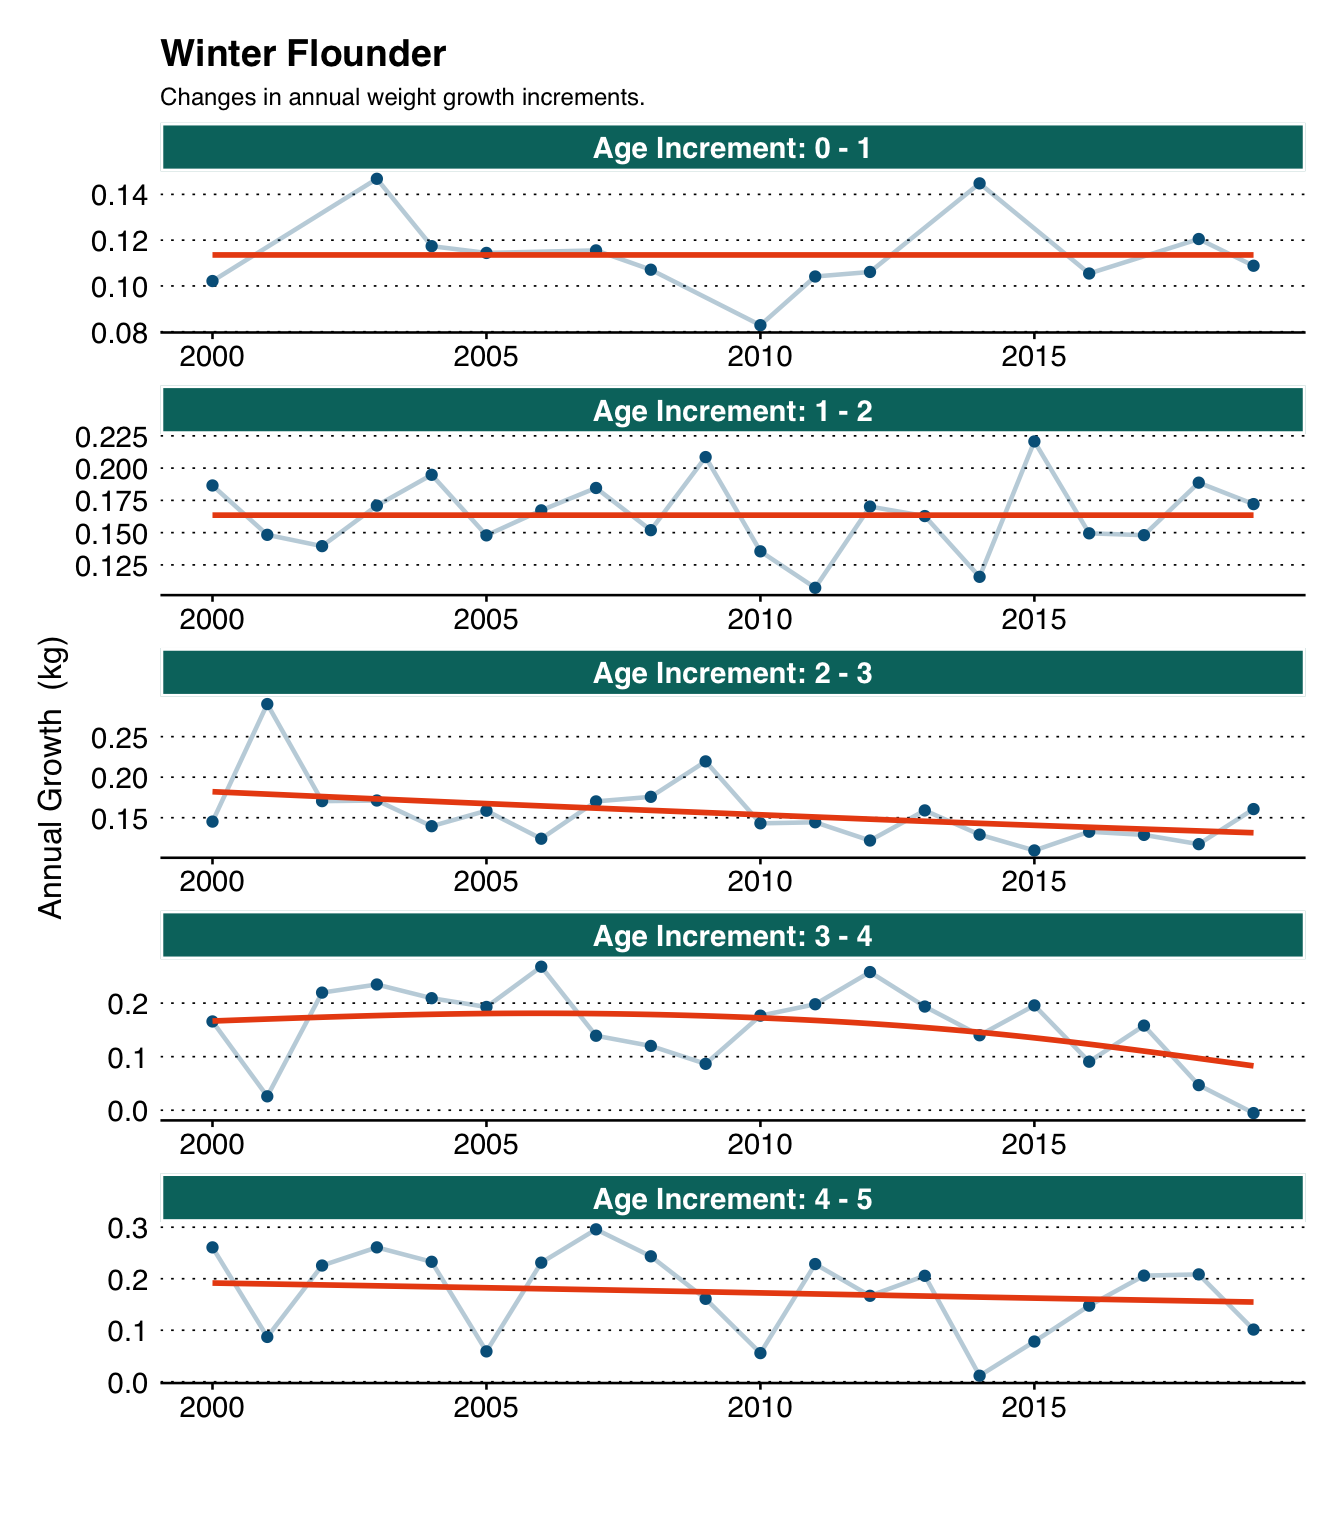 Winter Flounder
Changes in annual weight growth increments.
Annual Growth  (kg)
Age Increment: 0 - 1
0.14
0.12
0.10
0.08
2000 2005 2010 2015
Age Increment: 1 - 2
0.225
0.200
0.175
0.150
0.125
2000 2005 2010 2015
Age Increment: 2 - 3
0.25
0.20
0.15
2000 2005 2010 2015
Age Increment: 3 - 4
0.2
0.1
0.0
2000 2005 2010 2015
Age Increment: 4 - 5
0.3
0.2
0.1
0.0
2000 2005 2010 2015